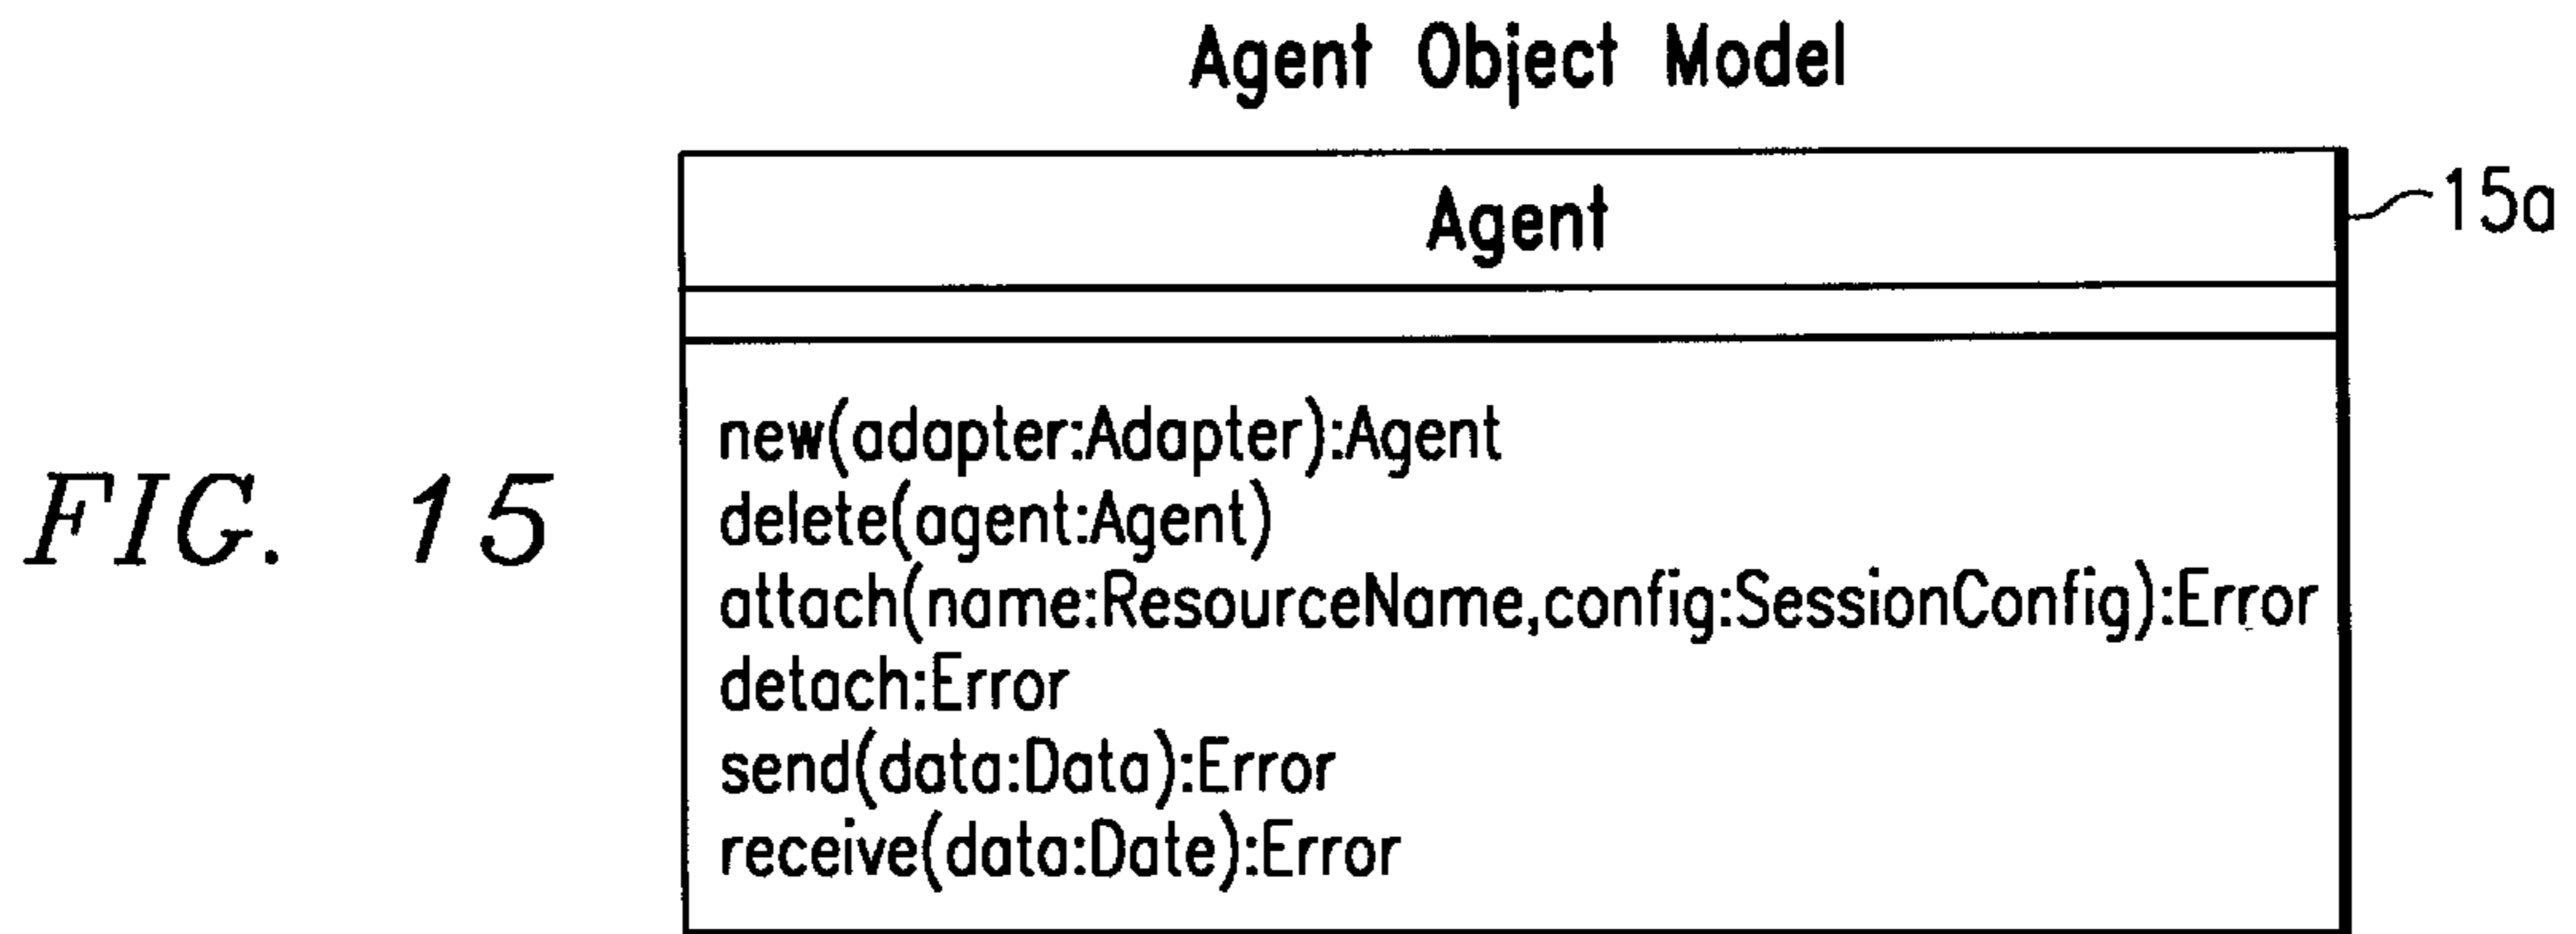 Agent Object Model
Agent
15a
new(adapter:Adapter):Agent
delete(agent:Agent)
attach(name:ResourceName,config:SessionConfig):Error
detach:Error
send(data:Data):Error
receive(data:Date):Error
FIG. 15